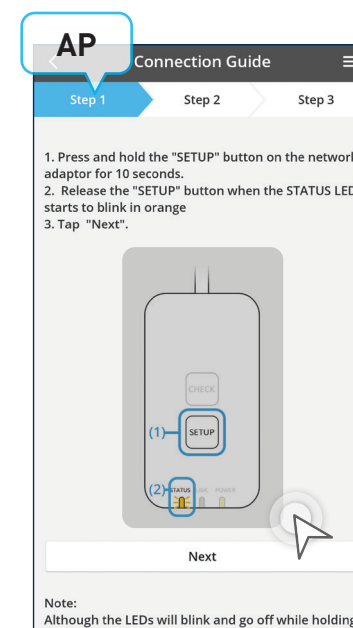 AP
Connection Guide
Step 1 Step 2 Step 3
1. Press and hold the "SETUP" button on the network
adaptor for 10 seconds.
2. Release the "SETUP" button when the STATUS LED
starts to blink in orange
3. Tap "Next".
CHECK
(1) SETUP
(2) STATUS LINK POWER
Next
Note:
Although the LEDs will blink and go off while holding